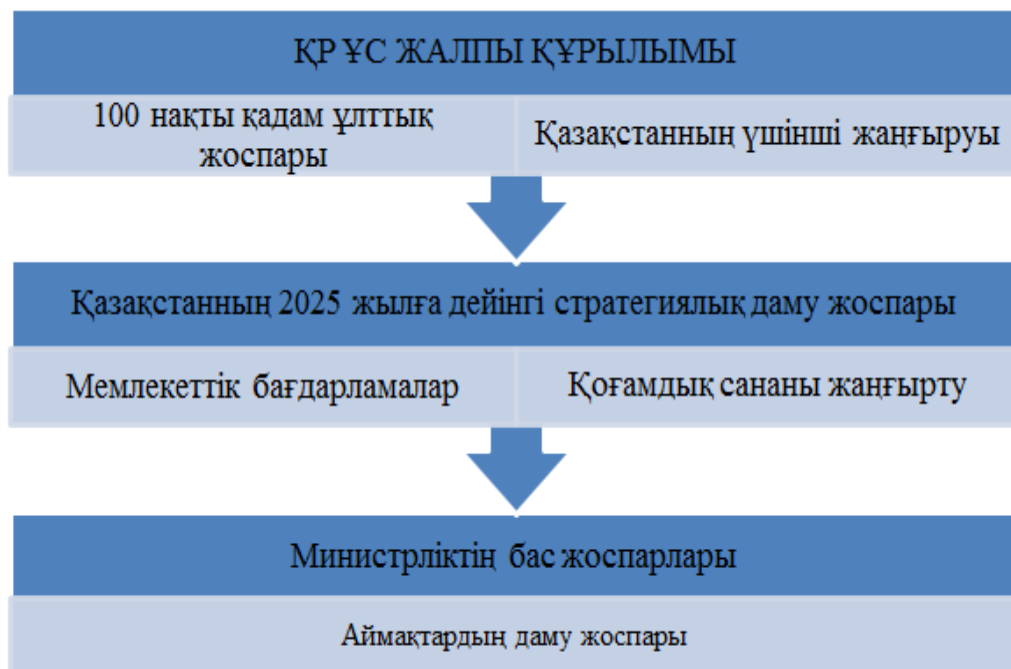 ҚР ҰС ЖАЛПЫ ҚҰРЫЛЫМЫ
100 нақты қадам ұлттық
жоспары
Қазақстанның үшінші жаңғыруы
Қазақстанның 2025 жылға дейінгі стратегиялық даму жоспары
Мемлекеттік бағдарламалар
Қоғамдық сананы жаңғырту
Министрліктің бас жоспарлары
Аймақтардың даму жоспары